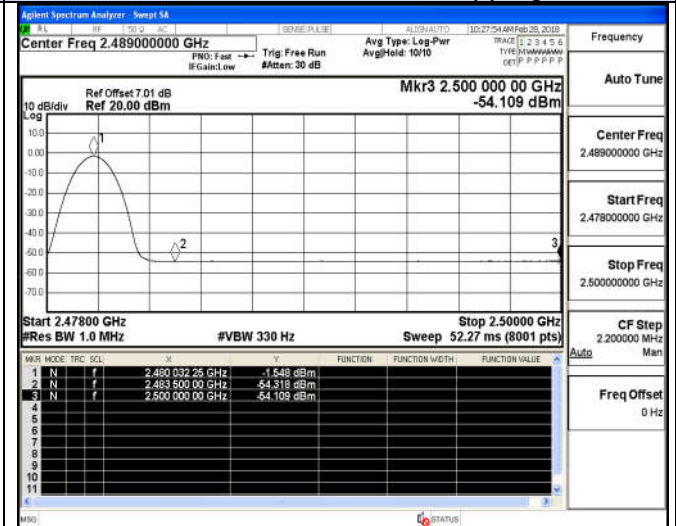 Agilent Spectrum Analyzer - Swept SA
RL RF 50 Ω AC SENSE:PULSE ALIGNAUTO 10:27:54 AM Feb 28, 2018
Center Freq 2.489000000 GHz
PNO: Fast
IFGain:Low
Trig: Free Run
#Atten: 30 dB
Avg Type: Log-Pwr
Avg|Hold: 10/10
TRACE 1 2 3 4 5 6
TYPE MWWWWW
DET P P P P P P
Ref Offset 7.01 dB
10 dB/div Ref 20.00 dBm
Log
Mkr3 2.500 000 00 GHz
-54.109 dBm
10.0
0.00
-10.0
-20.0
-30.0
-40.0
-50.0
-60.0
-70.0
1
2
3
Start 2.47800 GHz Stop 2.50000 GHz
#Res BW 1.0 MHz #VBW 330 Hz Sweep 52.27 ms (8001 pts)
MKR MODE TRC SCL X Y FUNCTION FUNCTION WIDTH FUNCTION VALUE
1 N f 2.480 032 25 GHz -1.548 dBm
2 N f 2.483 500 00 GHz -54.318 dBm
3 N f 2.500 000 00 GHz -54.109 dBm
4
5
6
7
8
9
10
11
MSG STATUS
Frequency
Auto Tune
Center Freq
2.489000000 GHz
Start Freq
2.478000000 GHz
Stop Freq
2.500000000 GHz
CF Step
2.200000 MHz
Auto Man
Freq Offset
0 Hz